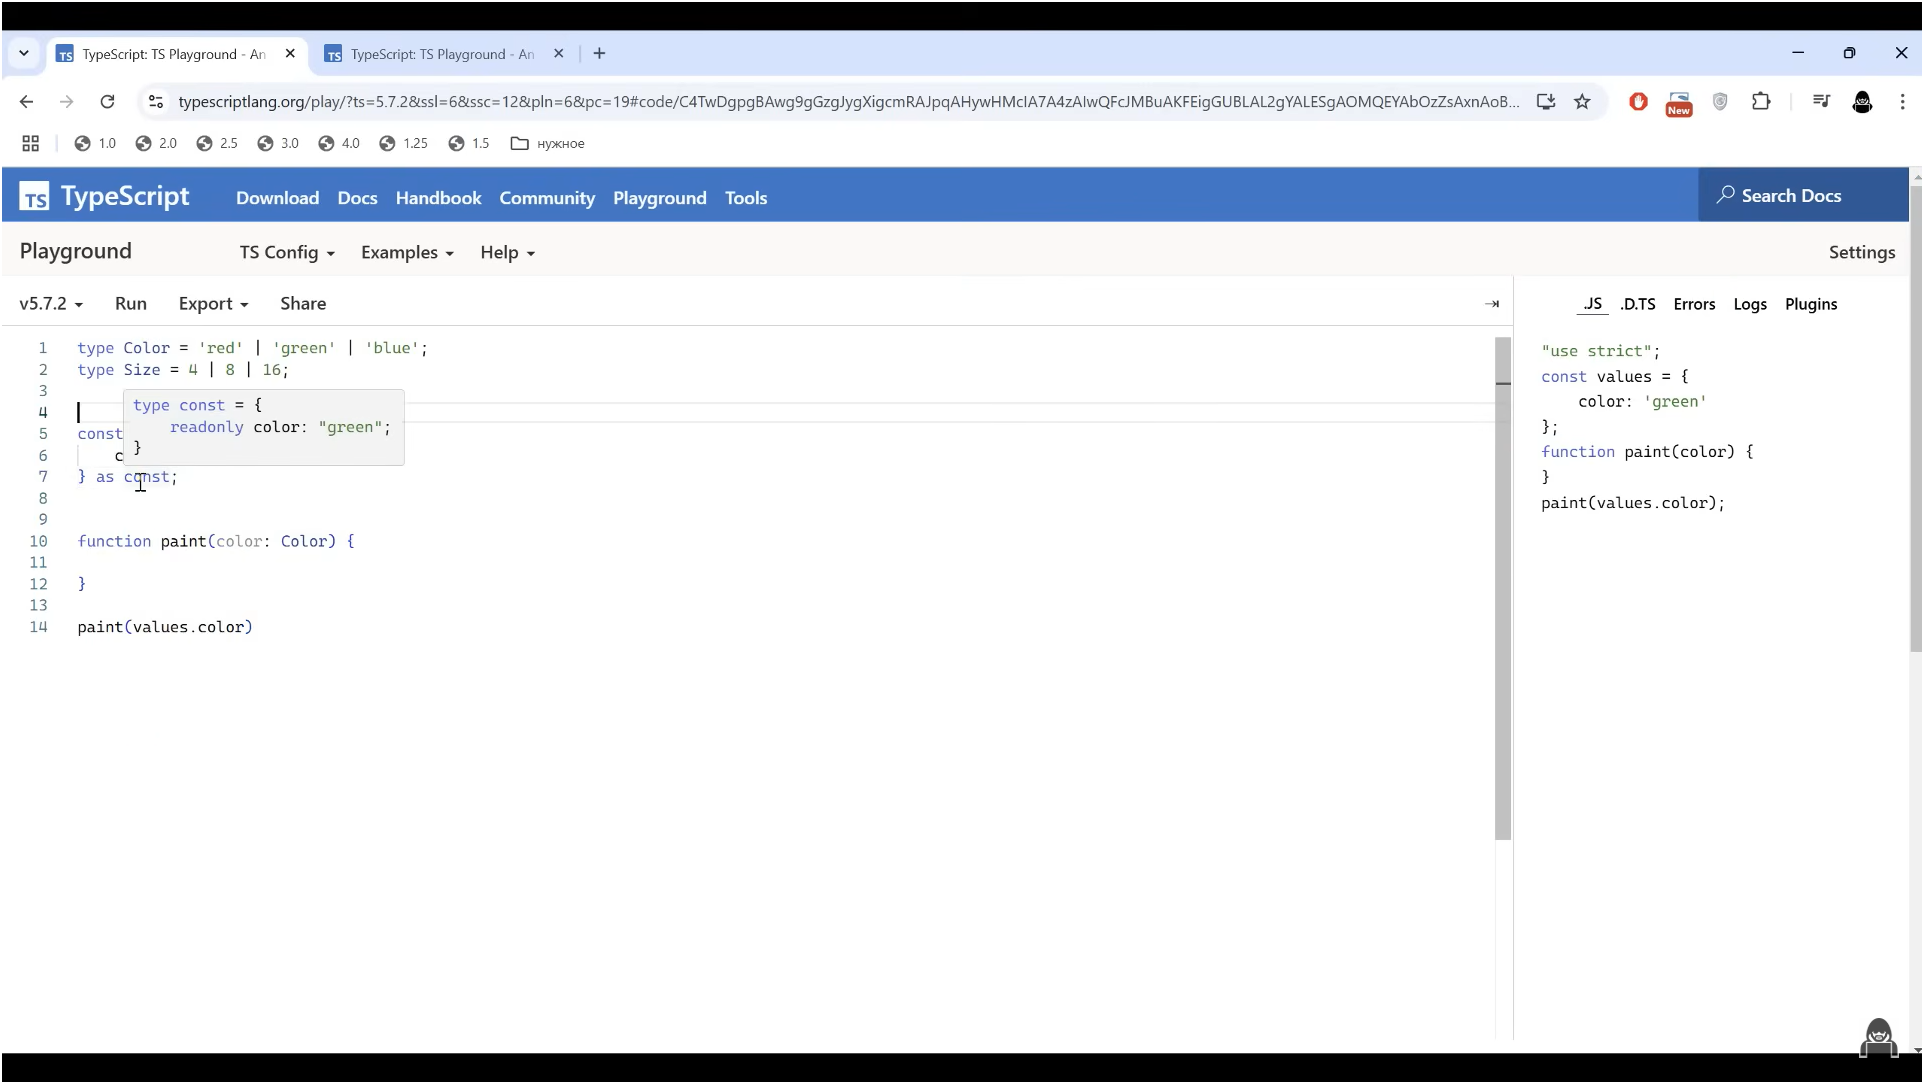 TypeScript: TS Playground - An
TypeScript: TS Playground - An
typescriptlang.org/play/?ts=5.7.2&ssl=6&ssc=12&pln=6&pc=19#code/C4TwDgpgBAwg9gGzgJygXigcmRAJpqAHywHMcIA7A4zAIwQFcJMBuAKFEigGUBLAL2gYALESgAOMQEYAbOzZsAxnAoB...
New
1.0
2.0
2.5
3.0
4.0
1.25
1.5
нужное
TS TypeScript
Download
Docs
Handbook
Community
Playground
Tools
Search Docs
Playground
TS Config
Examples
Help
Settings
v5.7.2
Run
Export
Share
.JS
.D.TS
Errors
Logs
Plugins
1 type Color = 'red' | 'green' | 'blue';
2 type Size = 4 | 8 | 16;
3
4
5 const
6 c
7 } as const;
8
9
10 function paint(color: Color) {
11
12 }
13
14 paint(values.color)
type const = {
readonly color: "green";
}
"use strict";
const values = {
color: 'green'
};
function paint(color) {
}
paint(values.color);